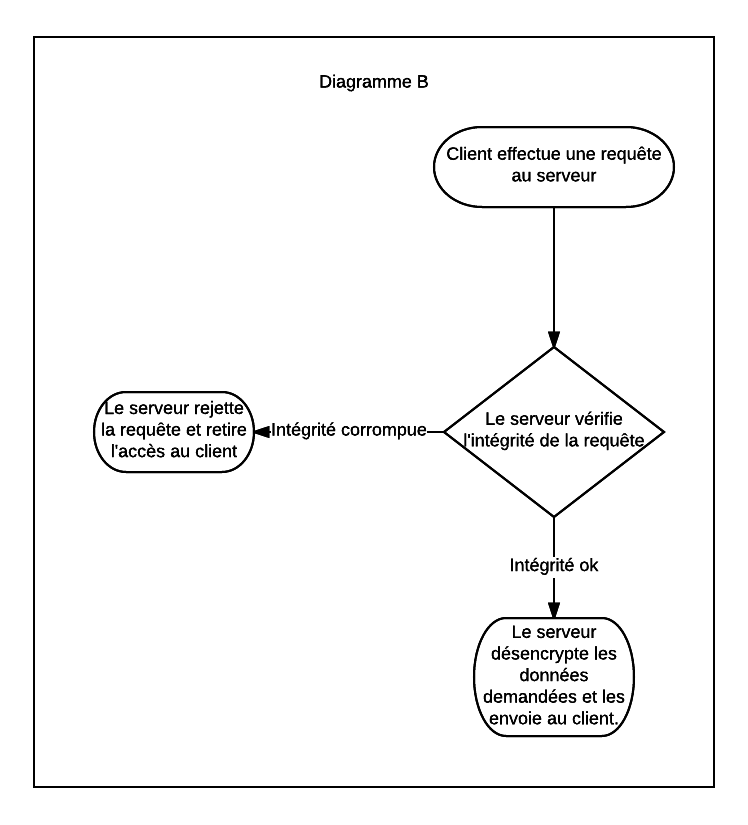 Diagramme B
Client effectue une requête
au serveur
Le serveur vérifie
l'intégrité de la requête
Intégrité corrompue
Le serveur rejette
la requête et retire
l'accès au client
Intégrité ok
Le serveur
désencrypte les
données
demandées et les
envoie au client.